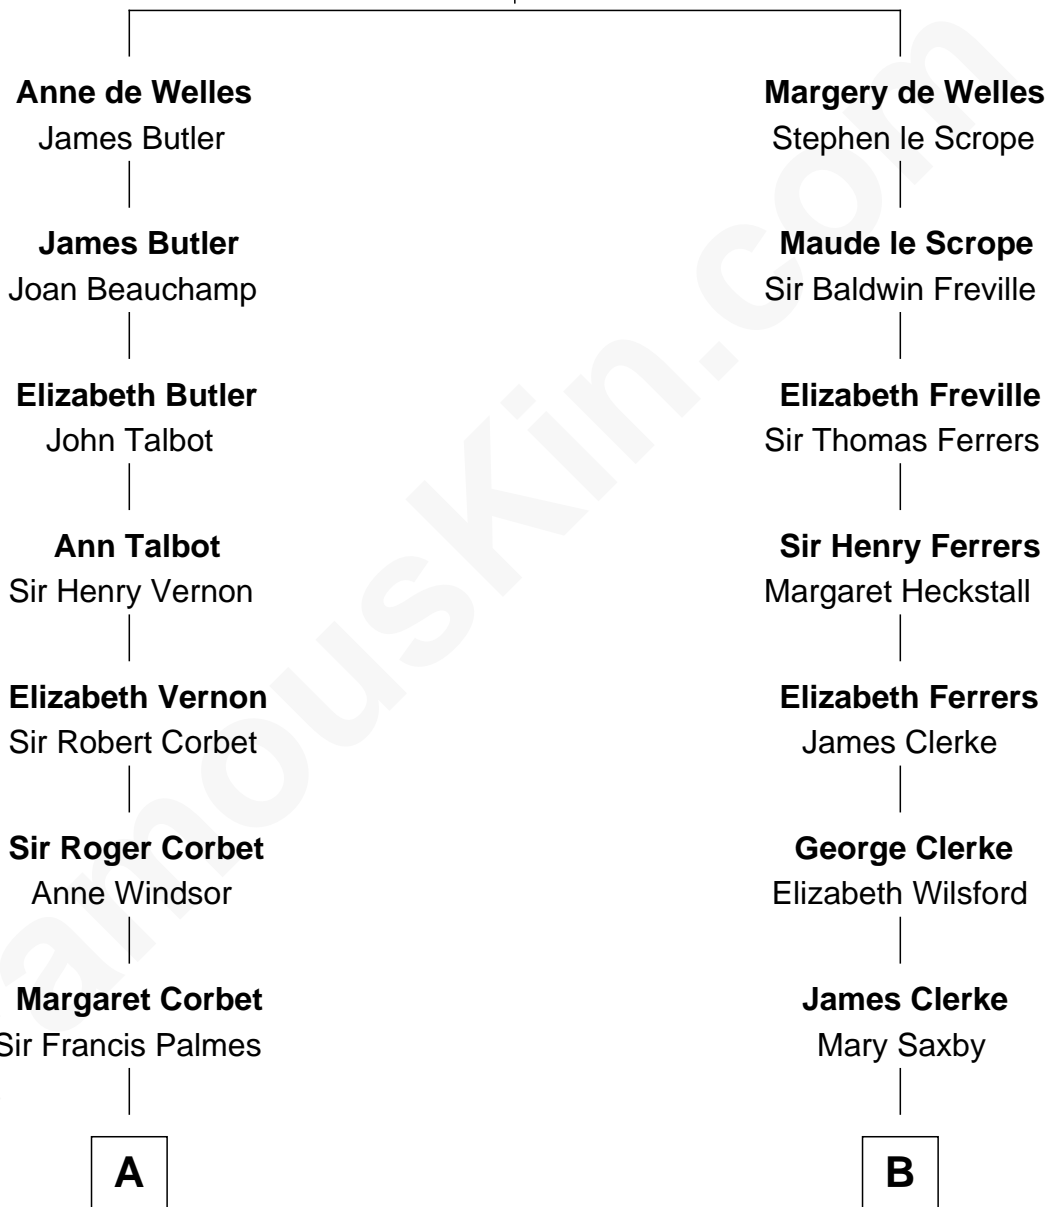 Anne de Welles
James Butler
James Butler
Joan Beauchamp
Elizabeth Butler
John Talbot
Ann Talbot
Sir Henry Vernon
Elizabeth Vernon
Sir Robert Corbet
Sir Roger Corbet
Anne Windsor
Margaret Corbet
Sir Francis Palmes
A
Margery de Welles
Stephen le Scrope
Maude le Scrope
Sir Baldwin Freville
Elizabeth Freville
Sir Thomas Ferrers
Sir Henry Ferrers
Margaret Heckstall
Elizabeth Ferrers
James Clerke
George Clerke
Elizabeth Wilsford
James Clerke
Mary Saxby
B
amousKin.com